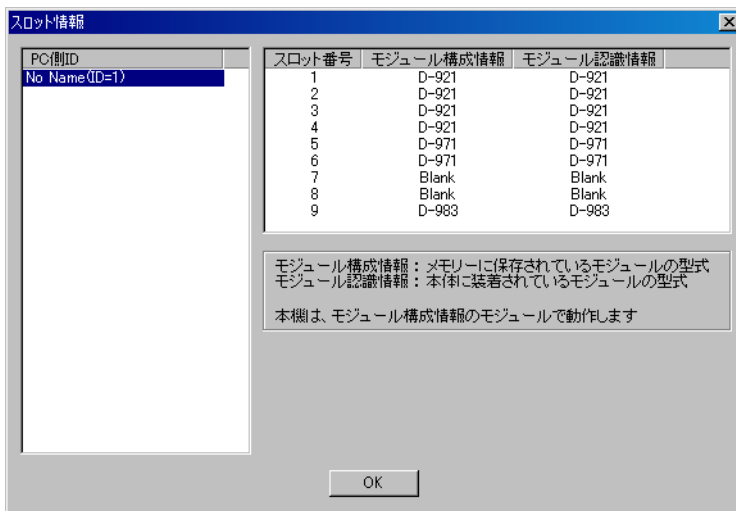 スロット情報
PC側ID
No Name(ID=1)
スロット番号 モジュール構成情報 モジュール認識情報
1 D-921 D-921
2 D-921 D-921
3 D-921 D-921
4 D-921 D-921
5 D-971 D-971
6 D-971 D-971
7 Blank Blank
8 Blank Blank
9 D-983 D-983
モジュール構成情報：メモリーに保存されているモジュールの型式
モジュール認識情報：本体に装着されているモジュールの型式
本機は、モジュール構成情報のモジュールで動作します
OK